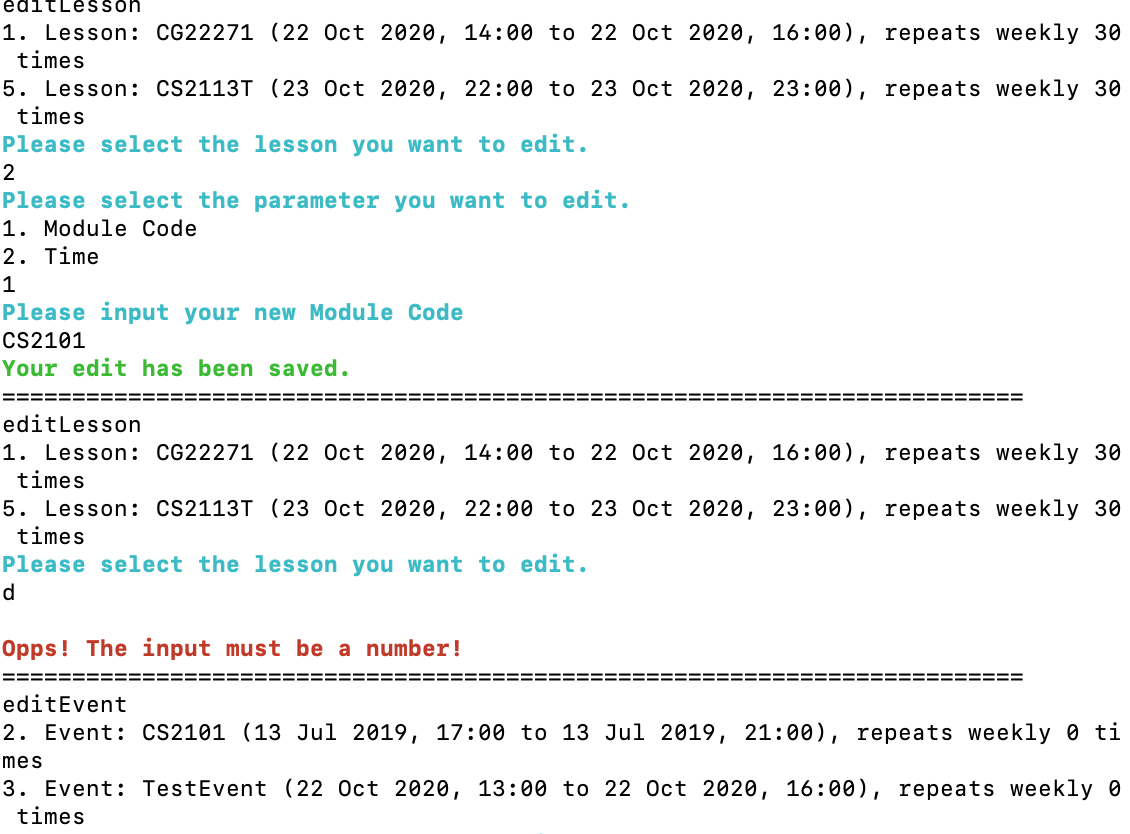 editLesson
1. Lesson: CG22271 (22 Oct 2020, 14:00 to 22 Oct 2020, 16:00), repeats weekly 30
 times
5. Lesson: CS2113T (23 Oct 2020, 22:00 to 23 Oct 2020, 23:00), repeats weekly 30
 times
Please select the lesson you want to edit.
2
Please select the parameter you want to edit.
1. Module Code
2. Time
1
Please input your new Module Code
CS2101
Your edit has been saved.
=========================================================================
editLesson
1. Lesson: CG22271 (22 Oct 2020, 14:00 to 22 Oct 2020, 16:00), repeats weekly 30
 times
5. Lesson: CS2113T (23 Oct 2020, 22:00 to 23 Oct 2020, 23:00), repeats weekly 30
 times
Please select the lesson you want to edit.
d
Opps! The input must be a number!
=========================================================================
editEvent
2. Event: CS2101 (13 Jul 2019, 17:00 to 13 Jul 2019, 21:00), repeats weekly 0 ti
mes
3. Event: TestEvent (22 Oct 2020, 13:00 to 22 Oct 2020, 16:00), repeats weekly 0
 times